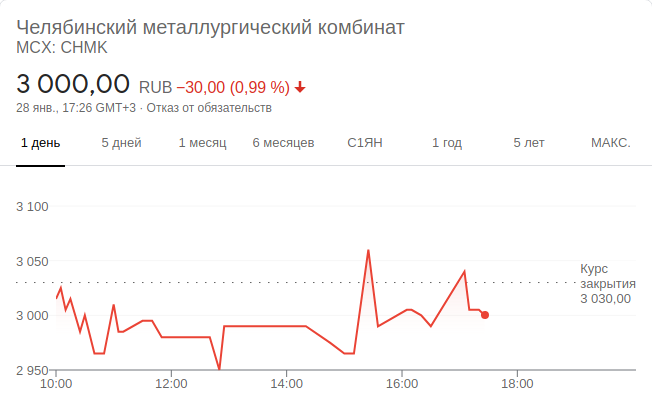 Челябинский металлургический комбинат
MCX: CHMK
3 000,00 RUB −30,00 (0,99 %)
28 янв., 17:26 GMT+3 · Отказ от обязательств
1 день 5 дней 1 месяц 6 месяцев С1ЯН 1 год 5 лет МАКС.
3 100
3 050
3 000
2 950
Курс
закрытия
3 030,00
10:00 12:00 14:00 16:00 18:00